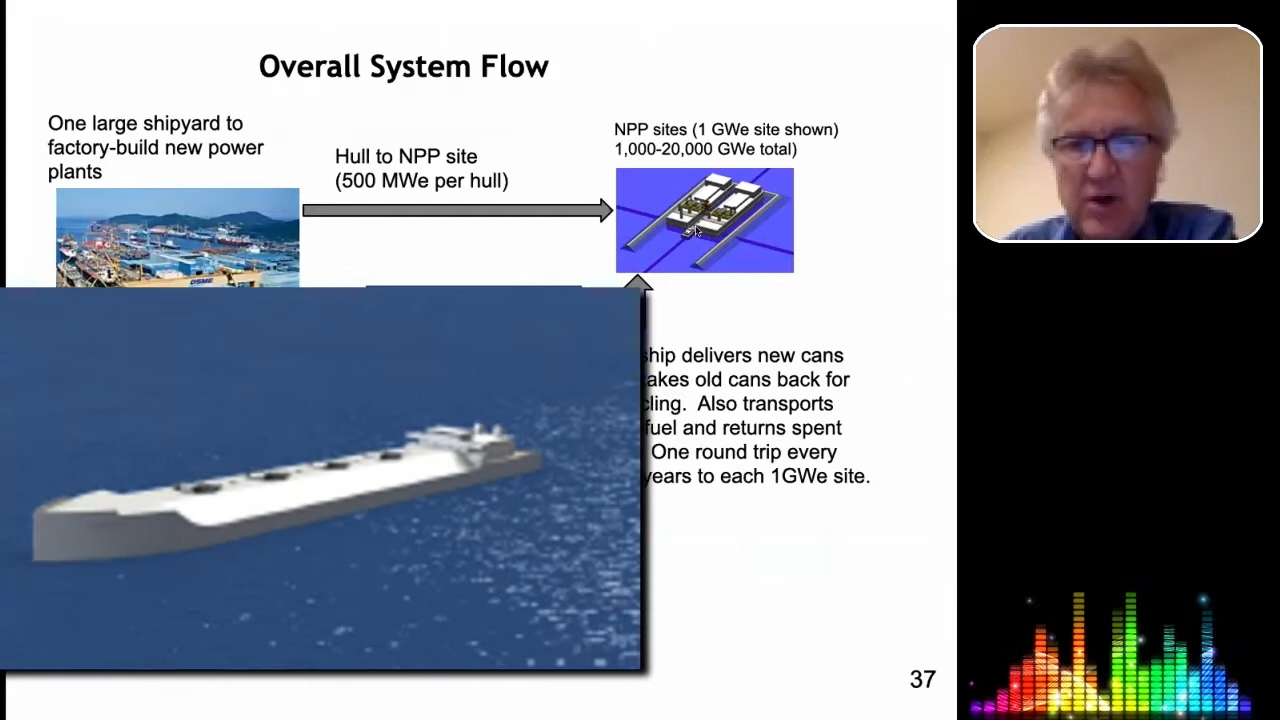 Overall System Flow
One large shipyard to
factory-build new power
plants
Hull to NPP site
(500 MWe per hull)
NPP sites (1 GWe site shown)
1,000-20,000 GWe total)
DSME
ship delivers new cans
takes old cans back for
cling. Also transports
fuel and returns spent
One round trip every
years to each 1GWe site.
37